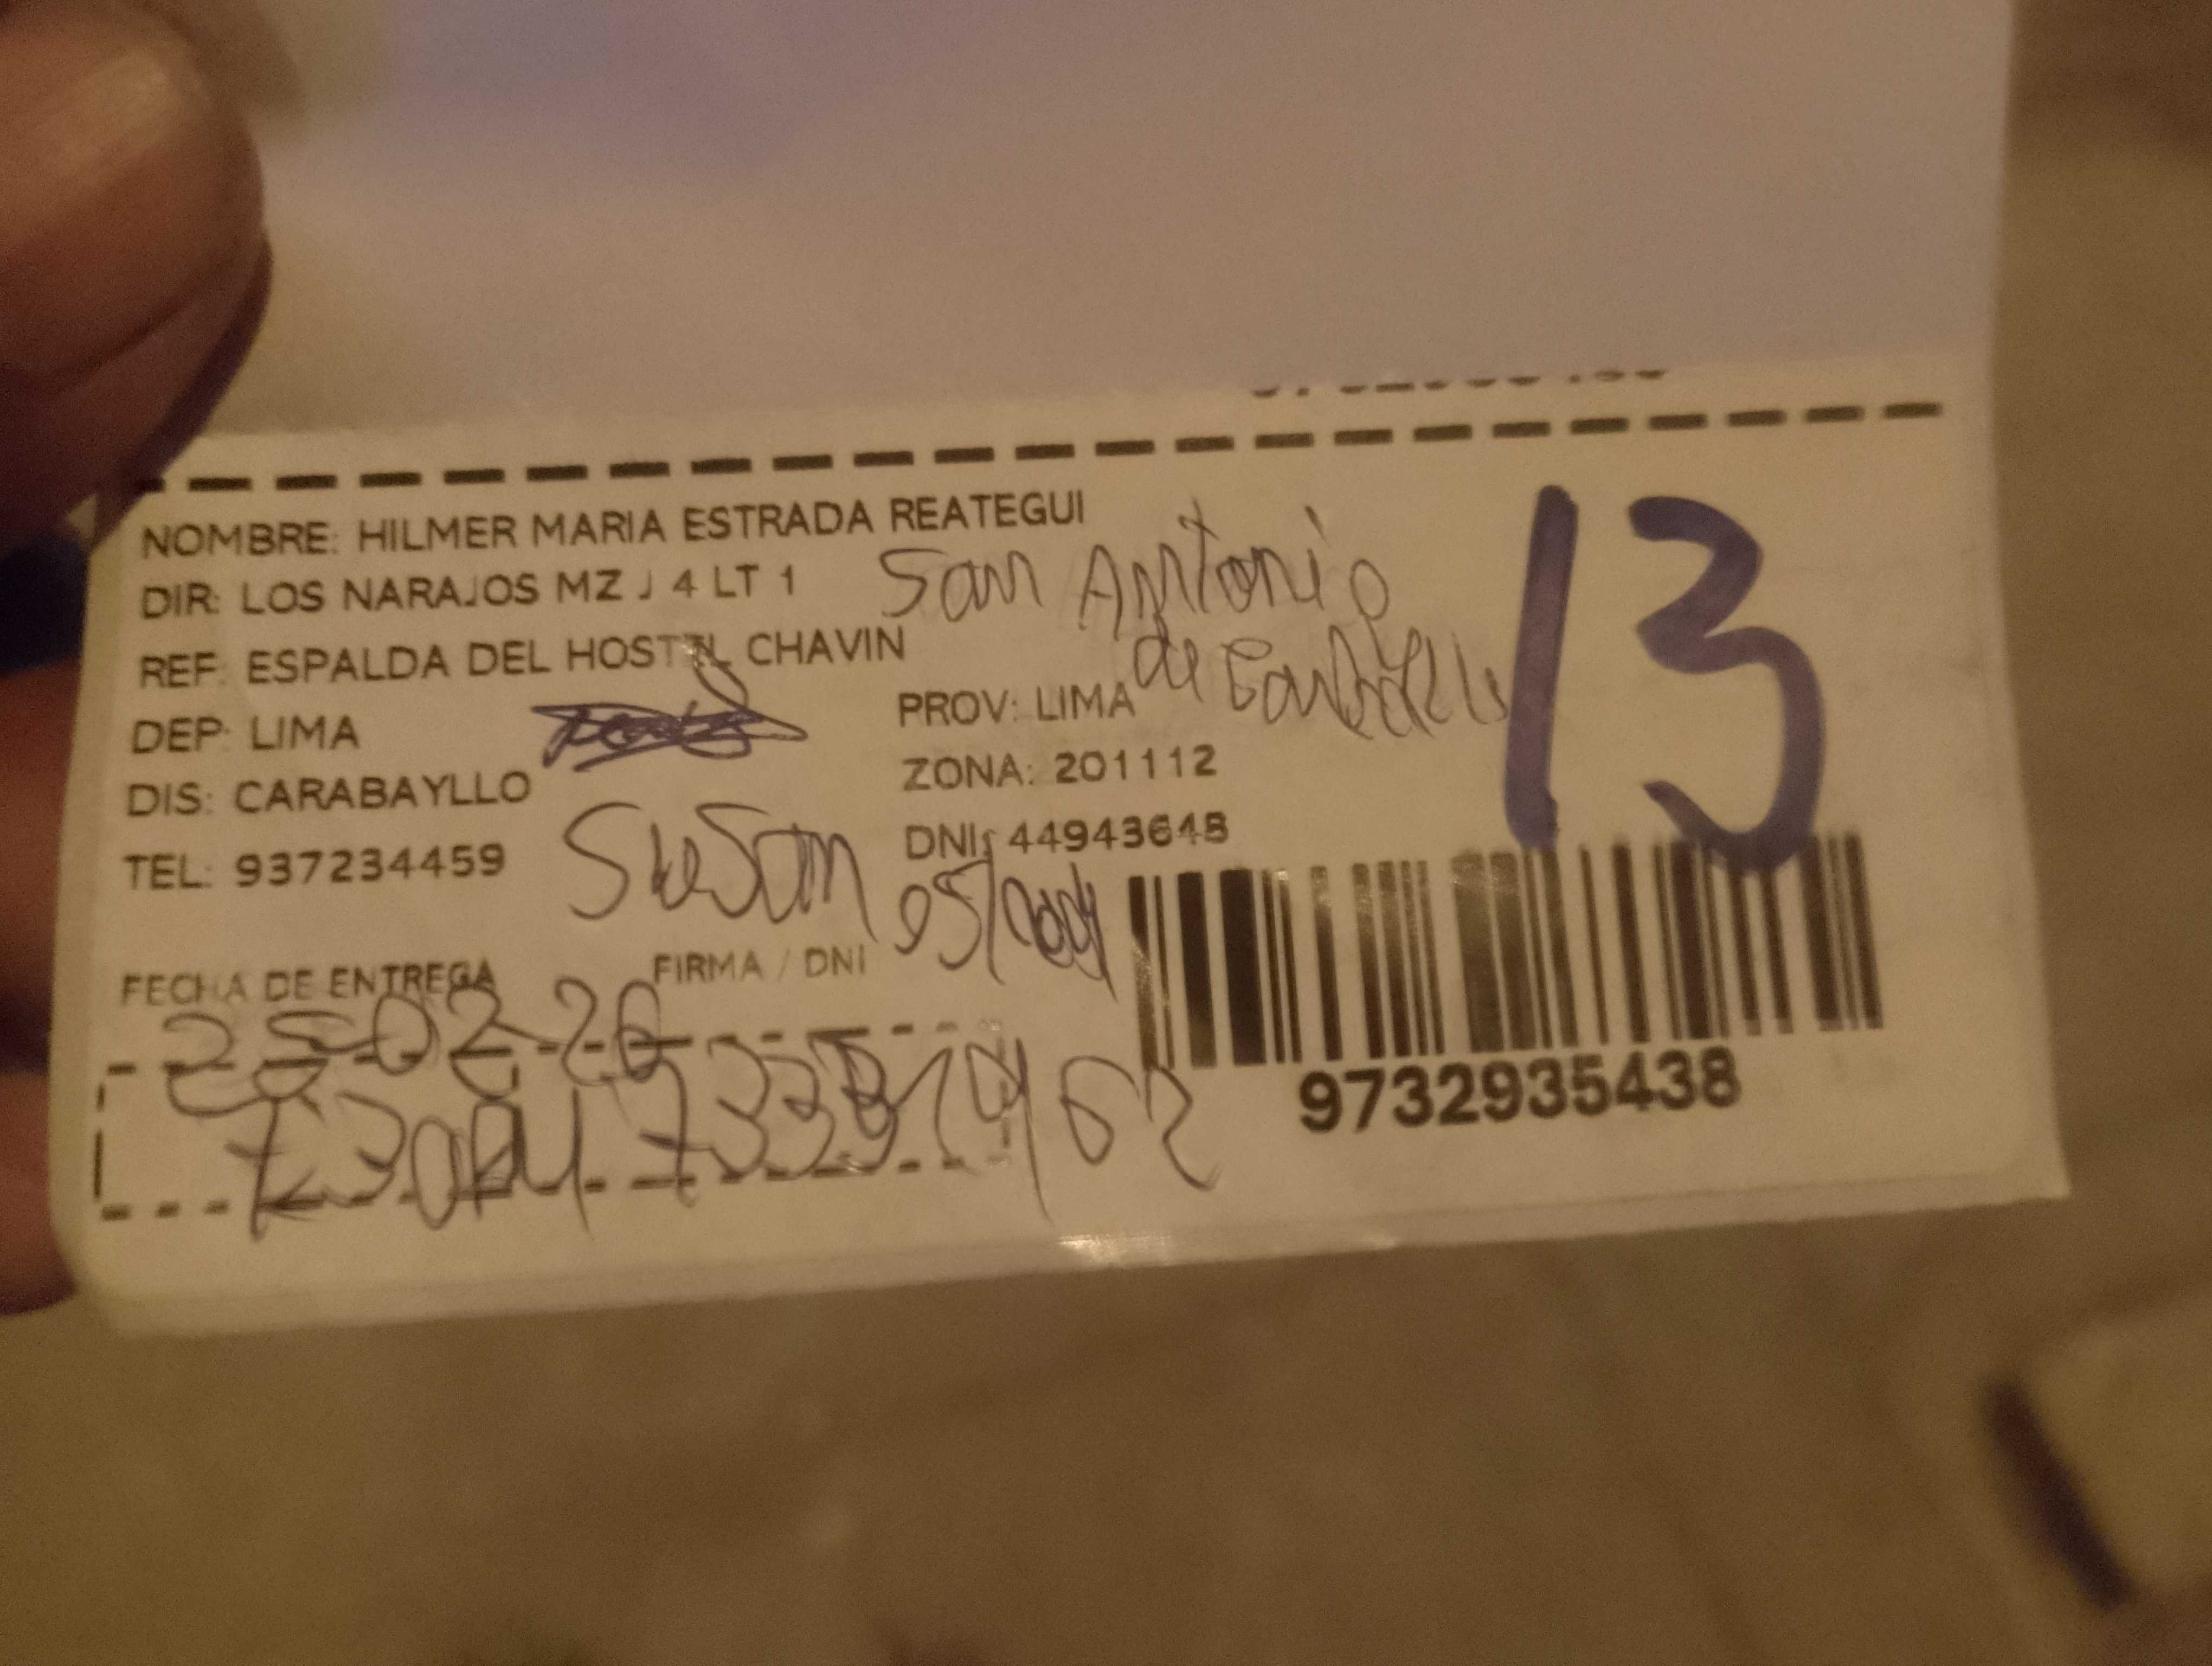 NOMBRE: HILMER MARIA ESTRADA REATEGUI
DIR: LOS NARAJOS MZ J 4 LT 1 San Antonio
REF: ESPALDA DEL HOSTIL CHAVIN de
DEP: LIMA PROV: LIMA
13
DIS: CARABAYLLO ZONA: 201112
TEL: 937234459 DNI: 44943648
FECHA DE ENTREGA FIRMA / DNI
25-02-26
9732935438